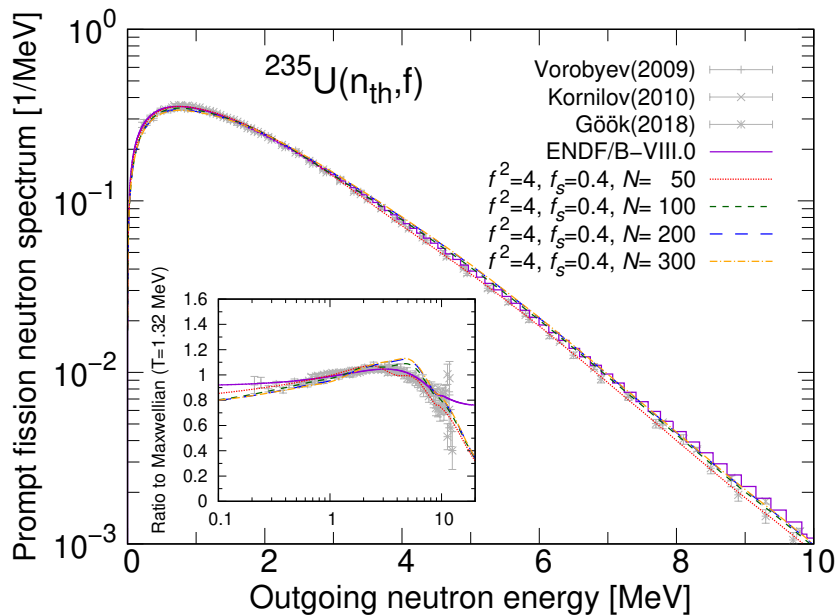 Prompt fission neutron spectrum [1/MeV]
10⁰
10⁻¹
10⁻²
10⁻³
²³⁵U(n_th,f)
Vorobyev(2009)
Kornilov(2010)
Göök(2018)
ENDF/B−VIII.0
f²=4, f_s=0.4, N= 50
f²=4, f_s=0.4, N= 100
f²=4, f_s=0.4, N= 200
f²=4, f_s=0.4, N= 300
Ratio to Maxwellian (T=1.32 MeV)
1.6
1.4
1.2
1
0.8
0.6
0.4
0.2
0
0.1 1 10
0 2 4 6 8 10
Outgoing neutron energy [MeV]